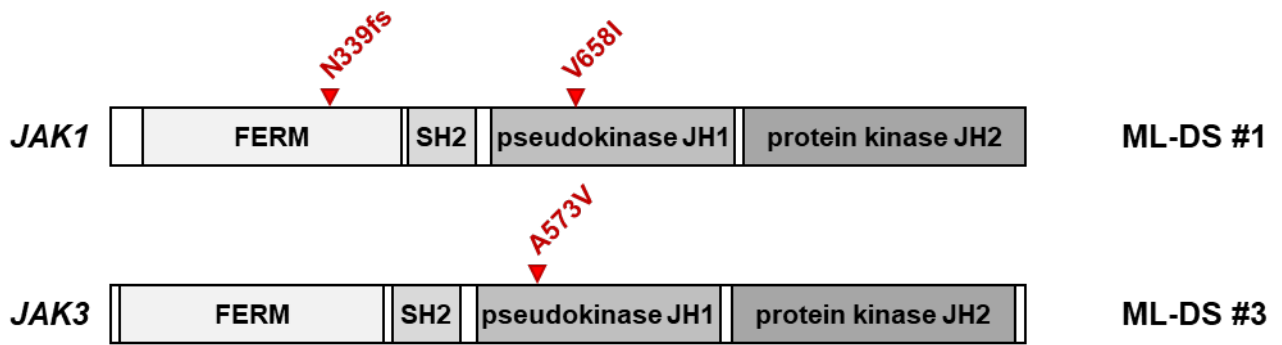 N339fs V658I
JAK1 FERM SH2 pseudokinase JH1 protein kinase JH2 ML-DS #1
A573V
JAK3 FERM SH2 pseudokinase JH1 protein kinase JH2 ML-DS #3